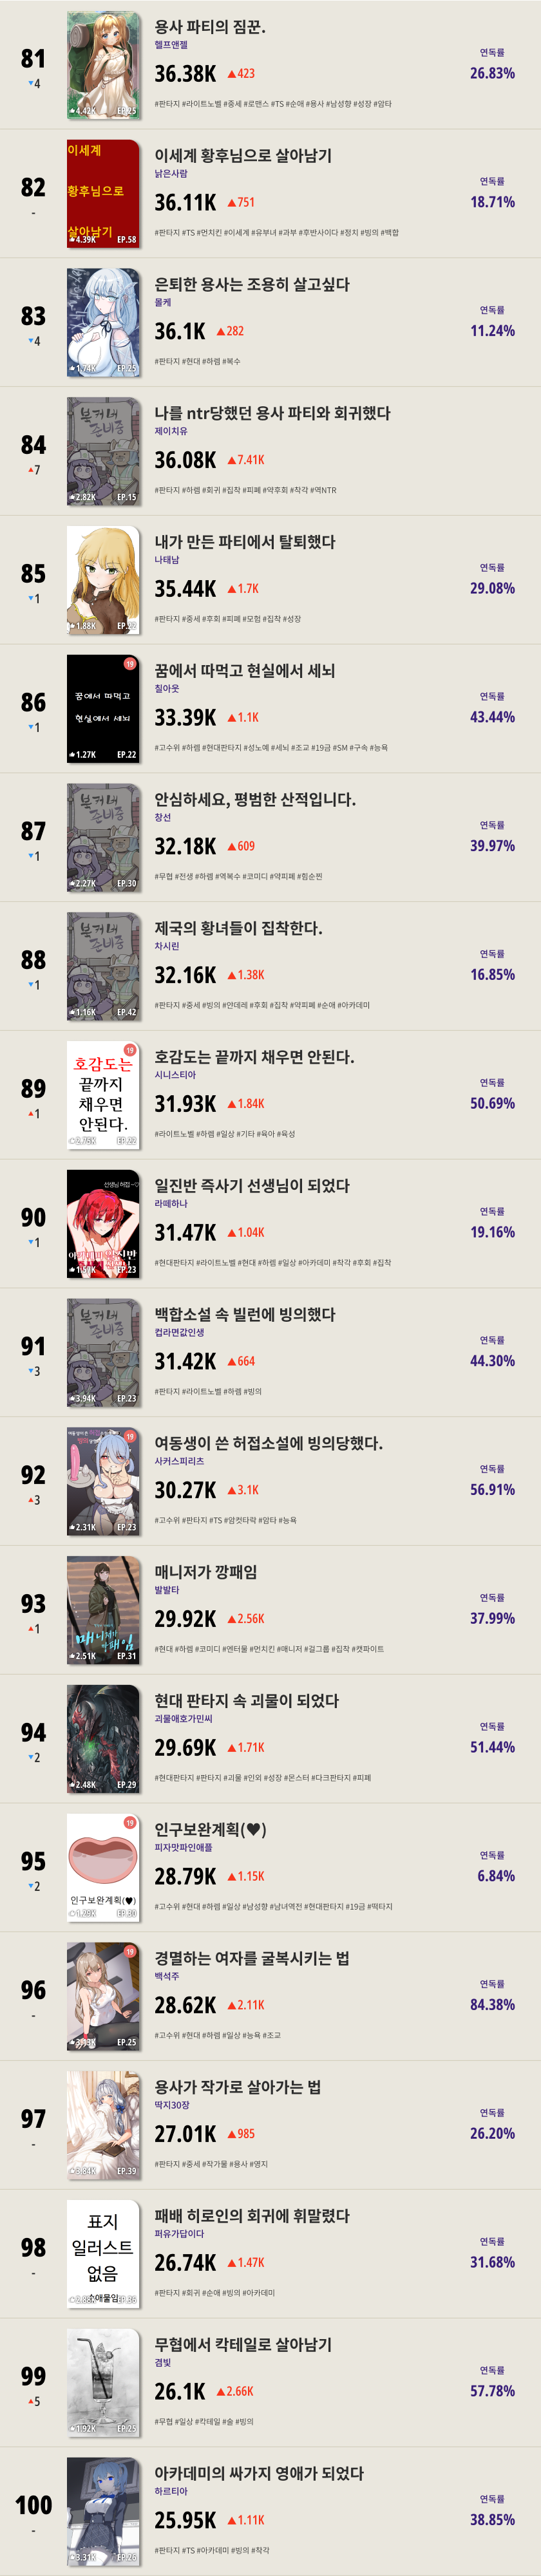 81
▼4
4.42K EP.25
용사 파티의 짐꾼.
헬프앤젤
36.38K ▲423
#판타지 #라이트노벨 #중세 #로맨스 #TS #순애 #용사 #남성향 #성장 #암타
연독률
26.83%
82
-
이세계
황후님으로
살아남기
4.39K EP.58
이세계 황후님으로 살아남기
낡은사람
36.11K ▲751
#판타지 #TS #먼치킨 #이세계 #유부녀 #과부 #후반사이다 #정치 #빙의 #백합
연독률
18.71%
83
▼4
1.74K EP.25
은퇴한 용사는 조용히 살고싶다
몰케
36.1K ▲282
#판타지 #현대 #하렘 #복수
연독률
11.24%
84
▲7
북커버
준비중
2.82K EP.15
나를 ntr당했던 용사 파티와 회귀했다
제이치유
36.08K ▲7.41K
#판타지 #하렘 #회귀 #집착 #피폐 #약후회 #착각 #역NTR
85
▼1
1.88K EP.22
내가 만든 파티에서 탈퇴했다
나태남
35.44K ▲1.7K
#판타지 #중세 #후회 #피폐 #모험 #집착 #성장
연독률
29.08%
86
▼1
19
꿈에서 따먹고
현실에서 세뇌
1.27K EP.22
꿈에서 따먹고 현실에서 세뇌
칠아웃
33.39K ▲1.1K
#고수위 #하렘 #현대판타지 #성노예 #세뇌 #조교 #19금 #SM #구속 #능욕
연독률
43.44%
87
▼1
북커버
준비중
2.27K EP.30
안심하세요, 평범한 산적입니다.
창선
32.18K ▲609
#무협 #전생 #하렘 #역복수 #코미디 #약피폐 #힘순찐
연독률
39.97%
88
▼1
북커버
준비중
1.16K EP.42
제국의 황녀들이 집착한다.
차시린
32.16K ▲1.38K
#판타지 #중세 #빙의 #얀데레 #후회 #집착 #약피폐 #순애 #아카데미
연독률
16.85%
89
▲1
19
호감도는
끝까지
채우면
안된다.
2.75K EP.22
호감도는 끝까지 채우면 안된다.
시니스티아
31.93K ▲1.84K
#라이트노벨 #하렘 #일상 #기타 #육아 #육성
연독률
50.69%
90
▼1
EP.23
일진반 즉사기 선생님이 되었다
라떼하나
31.47K ▲1.04K
#현대판타지 #라이트노벨 #현대 #하렘 #일상 #아카데미 #착각 #후회 #집착
연독률
19.16%
91
▼3
북커버
준비중
3.94K EP.23
백합소설 속 빌런에 빙의했다
컵라면값인생
31.42K ▲664
#판타지 #라이트노벨 #하렘 #빙의
연독률
44.30%
92
▲3
19
2.31K EP.23
여동생이 쓴 허접소설에 빙의당했다.
사커스피리츠
30.27K ▲3.1K
#고수위 #판타지 #TS #암컷타락 #암타 #능욕
연독률
56.91%
93
▲1
매니저가
깡패임
2.51K EP.31
매니저가 깡패임
발발타
29.92K ▲2.56K
#현대 #하렘 #코미디 #엔터물 #먼치킨 #매니저 #걸그룹 #집착 #캣파이트
연독률
37.99%
94
▼2
2.48K EP.29
현대 판타지 속 괴물이 되었다
괴물애호가민씨
29.69K ▲1.71K
#현대판타지 #판타지 #괴물 #인외 #성장 #몬스터 #다크판타지 #피폐
연독률
51.44%
95
▼2
19
인구보완계획(♥)
1.29K EP.30
인구보완계획(♥)
피자맛파인애플
28.79K ▲1.15K
#고수위 #현대 #하렘 #일상 #남성향 #남녀역전 #현대판타지 #19금 #떡타지
연독률
6.84%
96
-
19
EP.25
경멸하는 여자를 굴복시키는 법
백석주
28.62K ▲2.11K
#고수위 #현대 #하렘 #일상 #능욕 #조교
연독률
84.38%
97
-
3.84K EP.39
용사가 작가로 살아가는 법
딱지30장
27.01K ▲985
#판타지 #중세 #작가물 #용사 #영지
연독률
26.20%
98
-
표지
일러스트
없음
순애물임
EP.36
패배 히로인의 회귀에 휘말렸다
퍼유가답이다
26.74K ▲1.47K
#판타지 #회귀 #순애 #빙의 #아카데미
연독률
31.68%
99
▲5
1.92K EP.25
무협에서 칵테일로 살아남기
겸빛
26.1K ▲2.66K
#무협 #일상 #칵테일 #술 #빙의
연독률
57.78%
100
-
3.31K EP.26
아카데미의 싸가지 영애가 되었다
하르티아
25.95K ▲1.11K
#판타지 #TS #아카데미 #빙의 #착각
연독률
38.85%